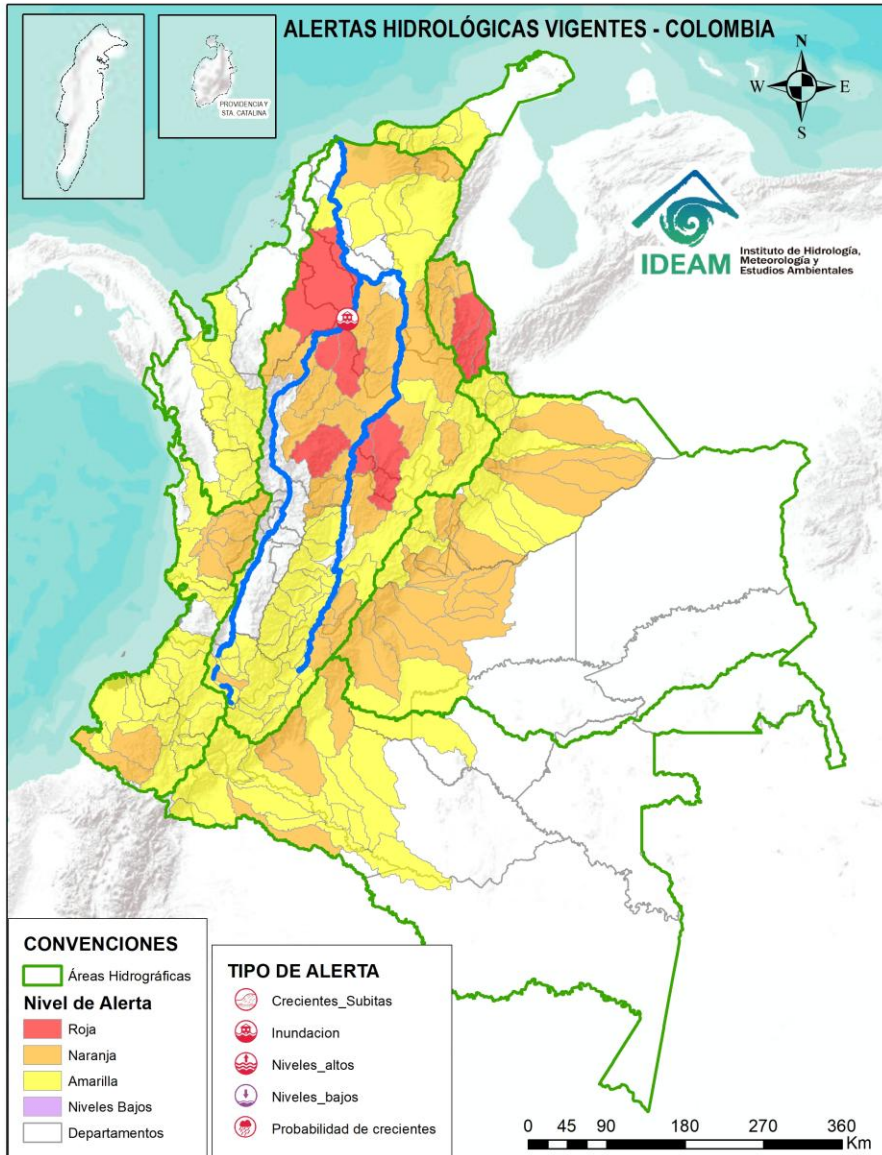 ALERTAS HIDROLÓGICAS VIGENTES - COLOMBIA
PROVIDENCIA Y
STA. CATALINA
N
W
E
S
IDEAM
Instituto de Hidrología,
Meteorología y
Estudios Ambientales
CONVENCIONES
Áreas Hidrográficas
Nivel de Alerta
Roja
Naranja
Amarilla
Niveles Bajos
Departamentos
TIPO DE ALERTA
Crecientes_Subitas
Inundacion
Niveles_altos
Niveles_bajos
Probabilidad de crecientes
0 45 90 180 270 360
Km